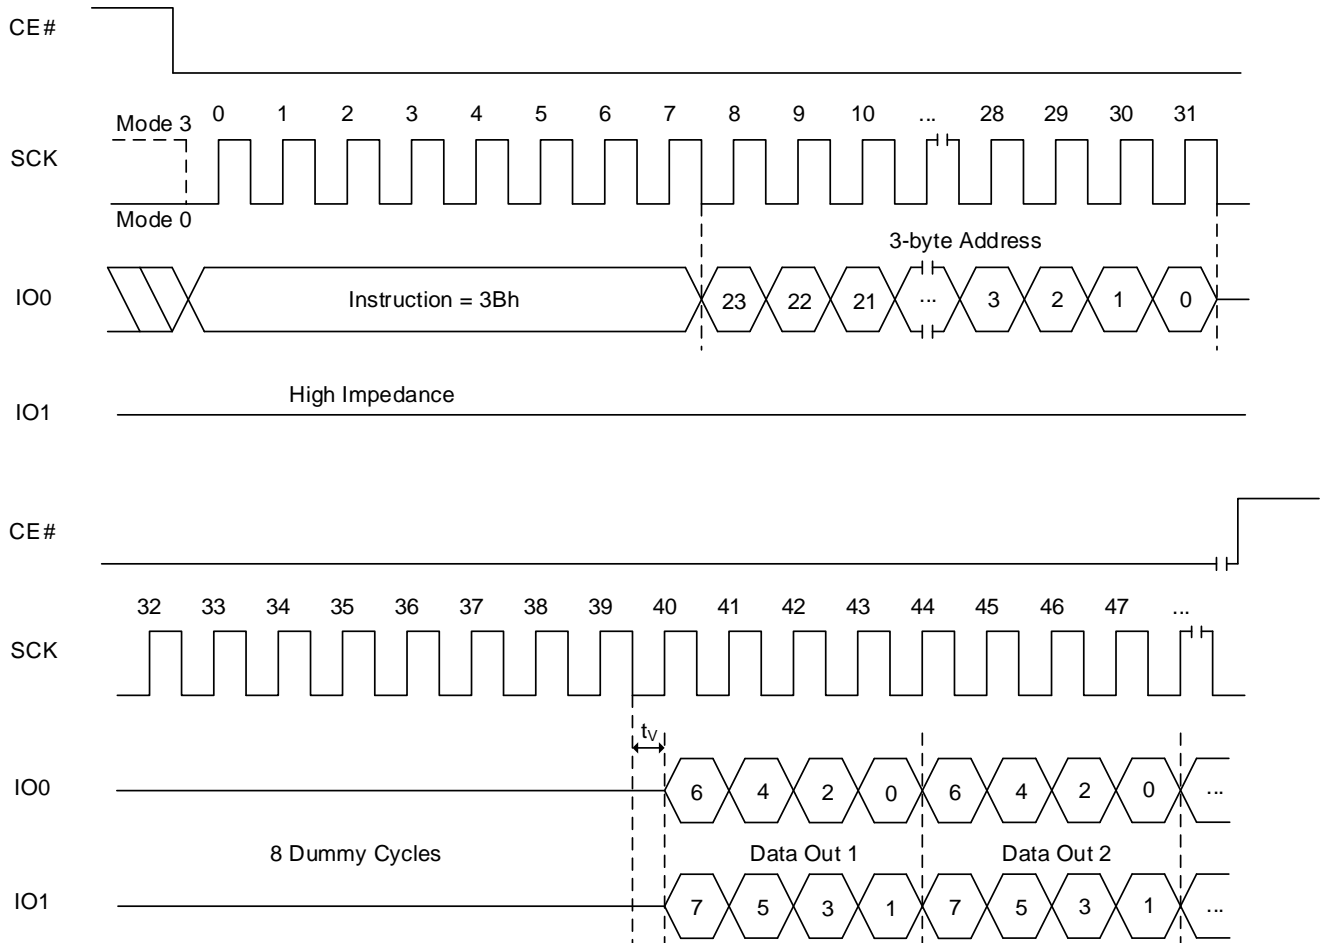 CE#
Mode 3 0 1 2 3 4 5 6 7 8 9 10 ... 28 29 30 31
SCK
Mode 0
3-byte Address
IO0 Instruction = 3Bh 23 22 21 ... 3 2 1 0
High Impedance
IO1
CE#
32 33 34 35 36 37 38 39 40 41 42 43 44 45 46 47 ...
SCK
tV
IO0 6 4 2 0 6 4 2 0 ...
8 Dummy Cycles Data Out 1 Data Out 2
IO1 7 5 3 1 7 5 3 1 ...